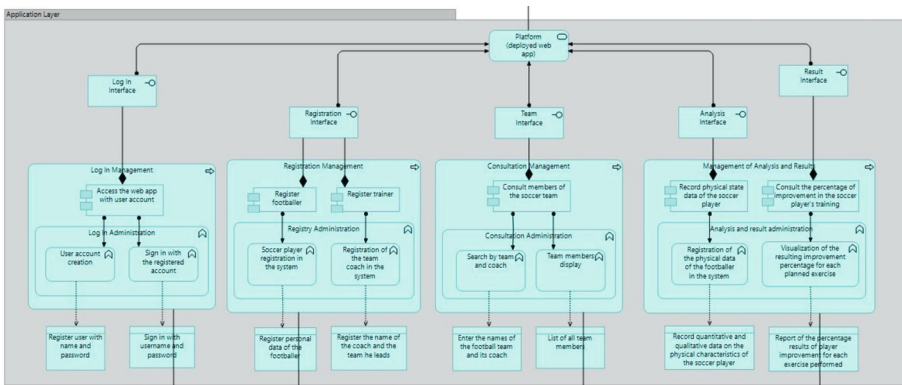 Application Layer
Platform
(deployed web
app)
Log In
Interface
Registration
Interface
Team
Interface
Analysis
Interface
Result
Interface
Log In Management
Access the web app
with user account
Log In Administration
User account
creation
Sign in with
the registered
account
Register user with
name and
password
Sign in with
username and
password
Registration Management
Register
footballer
Register trainer
Registry Administration
Soccer player
registration in
the system
Registration of
the team
coach in the
system
Register personal
data of the
footballer
Register the name of
the coach and the
team he leads
Consultation Management
Consult members of
the soccer team
Consultation Administration
Search by team
and coach
Team members
display
Enter the names of
the football team
and its coach
List of all team
members
Management of Analysis and Results
Record physical state
data of the soccer
player
Consult the percentage of
improvement in the soccer
player's training
Analysis and result administration
Registration of
the physical data
of the footballer
in the system
Visualization of the
resulting improvement
percentage for each
planned exercise
Record quantitative and
qualitative data on the
physical characteristics of
the soccer player
Report of the percentage
results of player
improvement for each
exercise performed